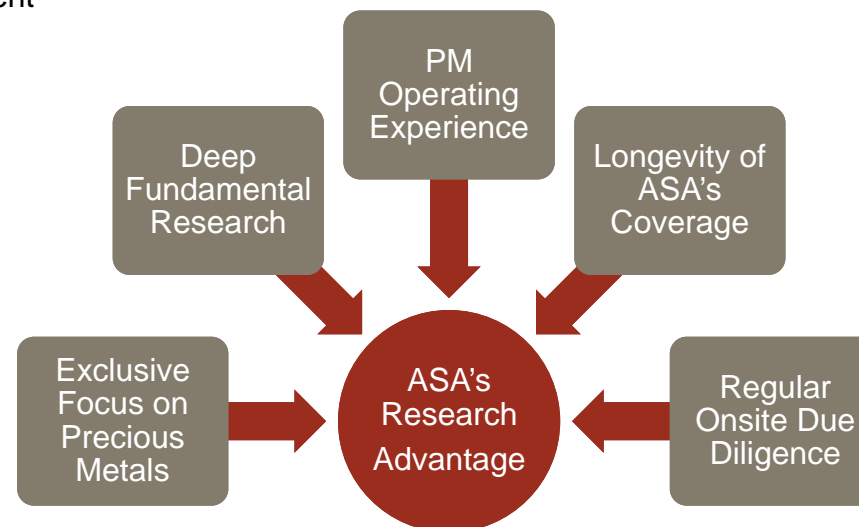 PM
Operating
Experience
Deep
Fundamental
Research
Longevity of
ASA’s
Coverage
Exclusive
Focus on
Precious
Metals
ASA’s
Research
Advantage
Regular
Onsite Due
Diligence